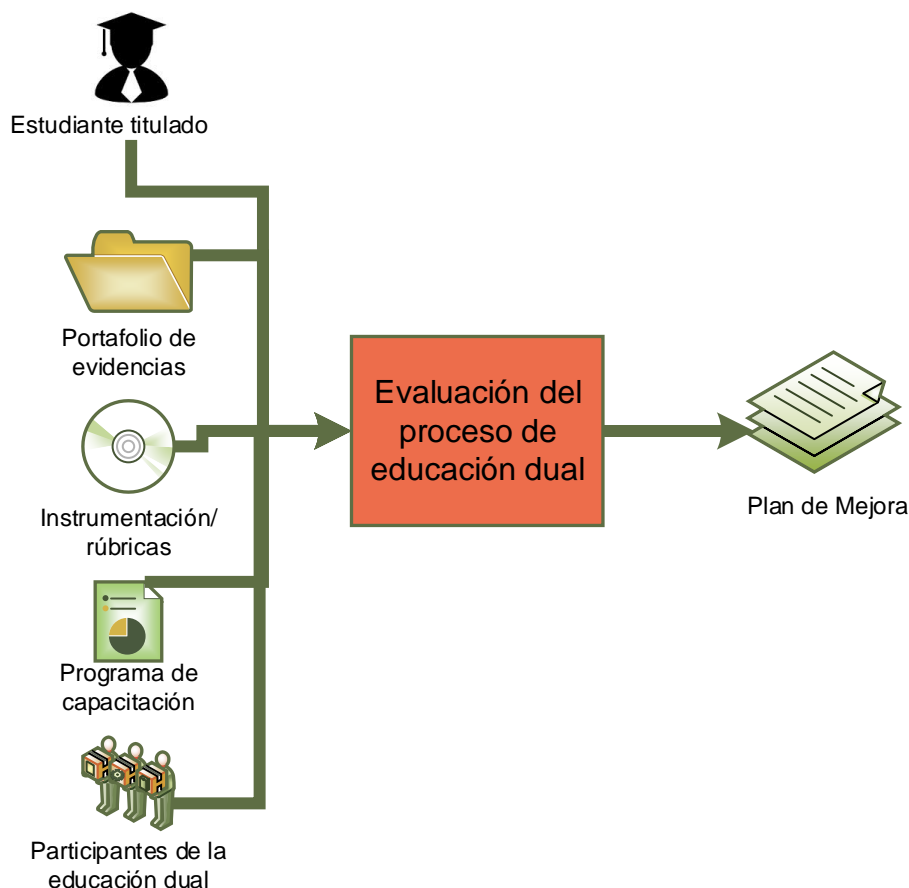 Estudiante titulado
Portafolio de
evidencias
Instrumentación/
rúbricas
Programa de
capacitación
Participantes de la
educación dual
Evaluación del
proceso de
educación dual
Plan de Mejora